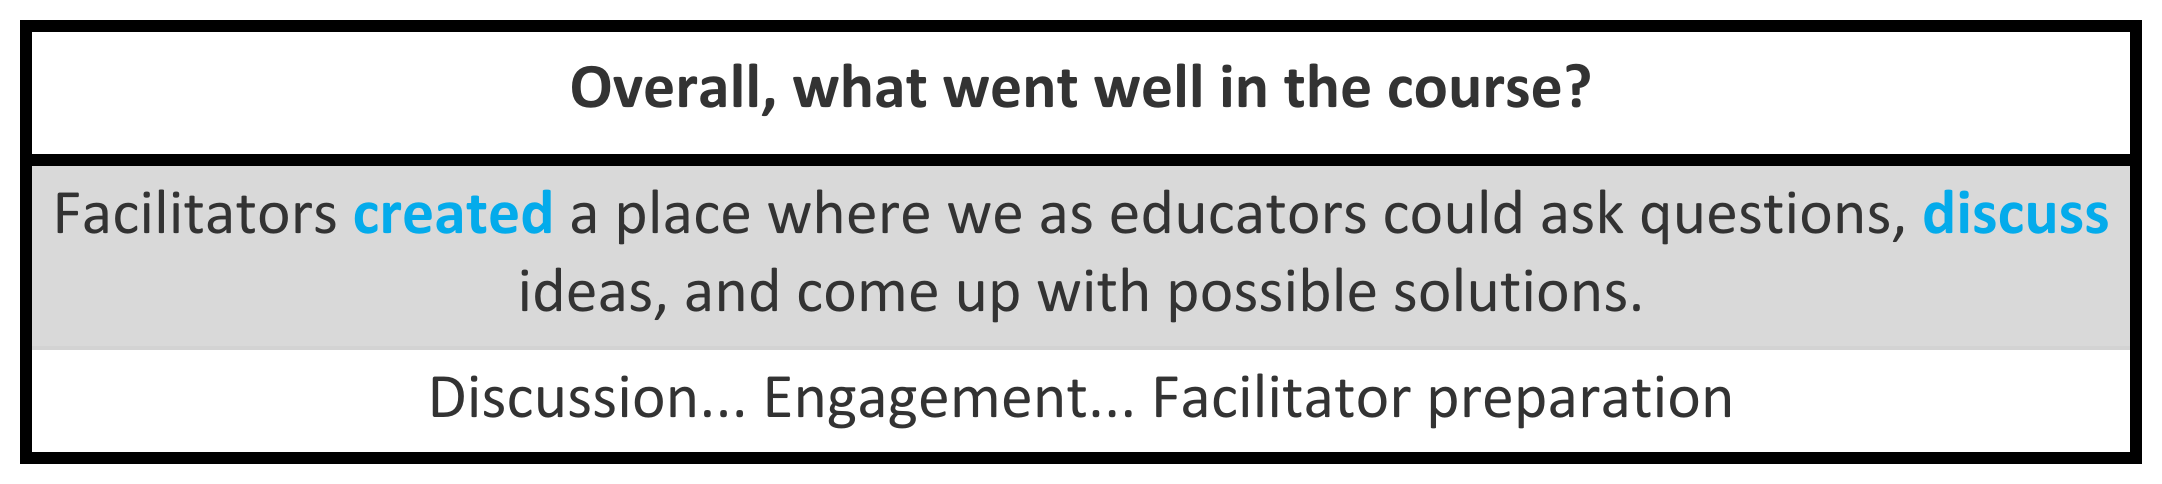 Overall, what went well in the course?
Facilitators created a place where we as educators could ask questions, discuss
ideas, and come up with possible solutions.
Discussion... Engagement... Facilitator preparation